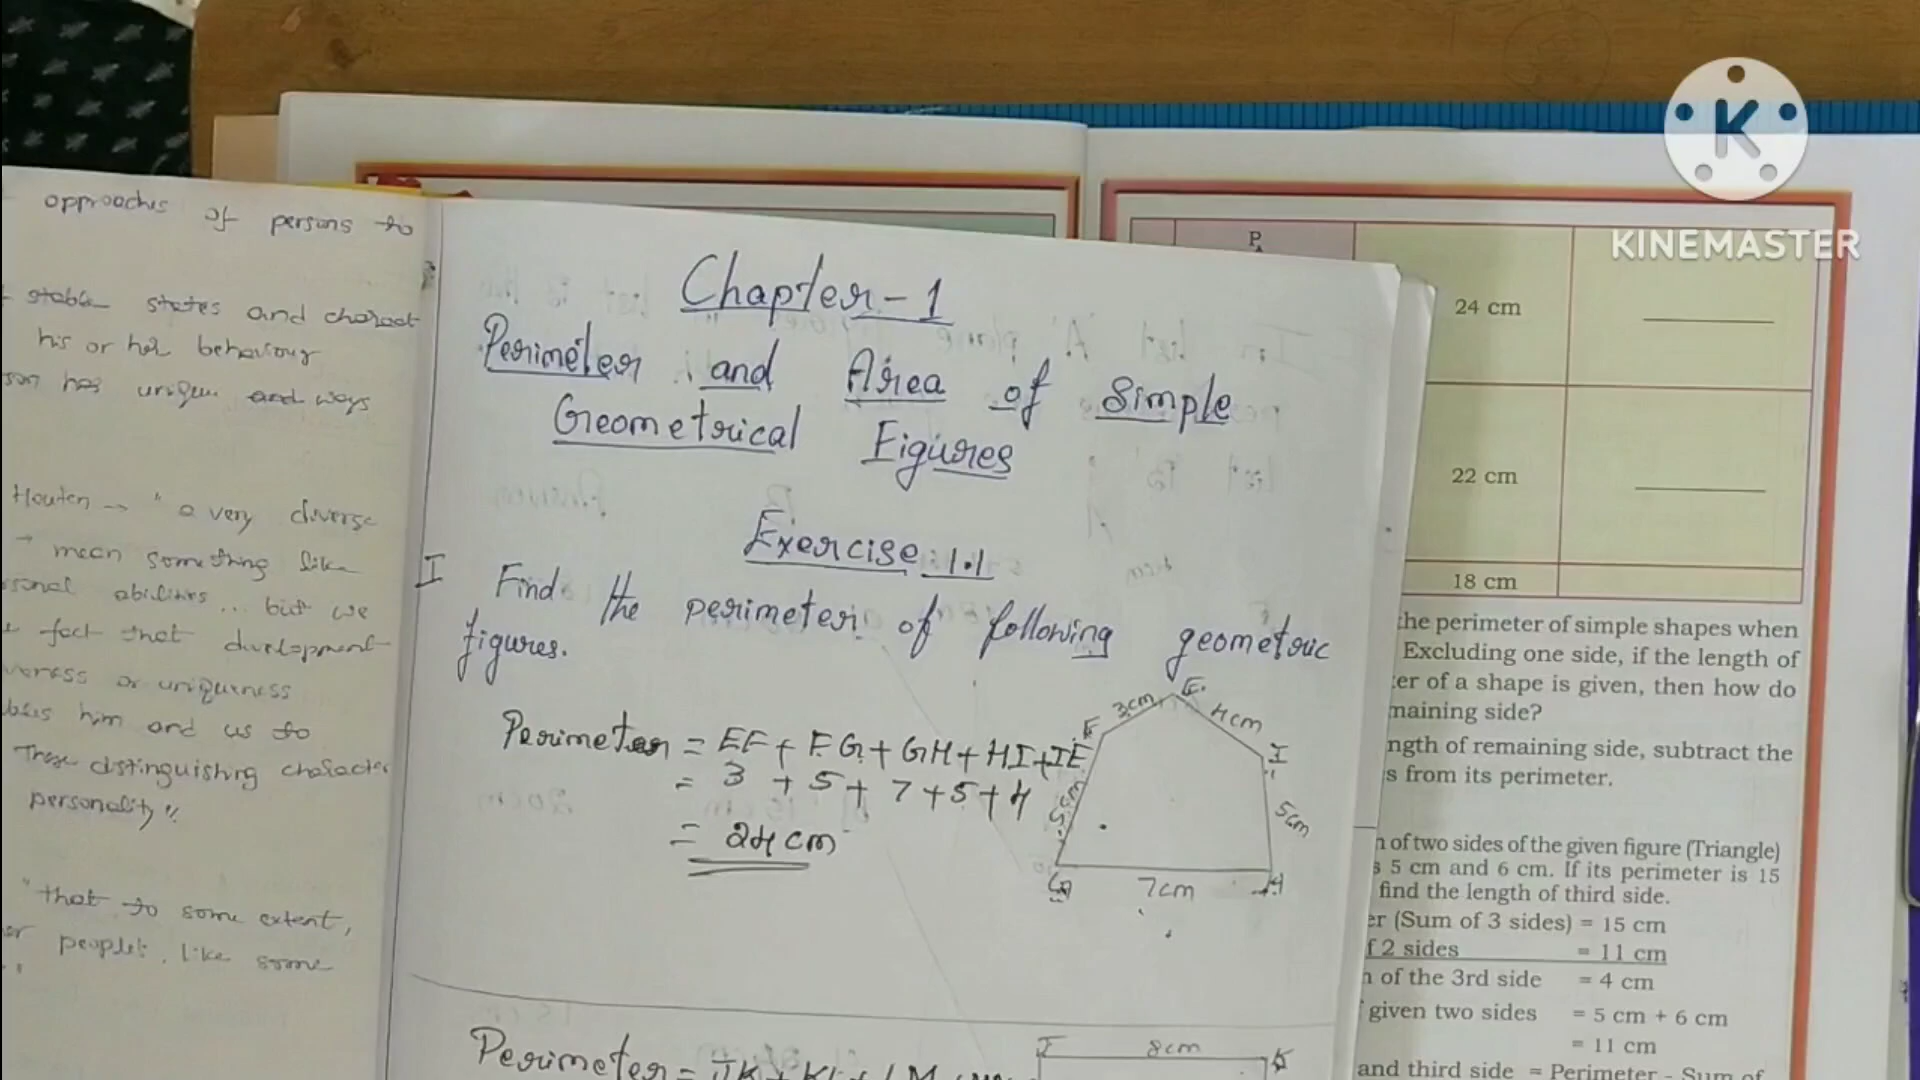 approaches of persons to
stable states and charact
his or her behaviour
son has unique and ways
Houten → "a very diverse
→ mean something like
rsonal abilities... but we
fact that development
or uniqueness
him and us to
These distinguishing character
personality".
"that to some extent,
people, like some
Chapter-1
Perimeter and Area of Simple
Geometrical Figures
Exercise 1.1
I Find the perimeter of following geometric
figures.
Perimeter = EF + FG + GH + HI + IE
= 3 + 5 + 7 + 5 + 4
= 24 cm
E
3cm
4cm
F
I
5cm
5cm
G
7cm
H
Perimeter = JK + KL + LM
J
8cm
K
K
KINEMASTER
P
24 cm
22 cm
18 cm
the perimeter of simple shapes when
Excluding one side, if the length of
er of a shape is given, then how do
maining side?
ngth of remaining side, subtract the
s from its perimeter.
of two sides of the given figure (Triangle)
s 5 cm and 6 cm. If its perimeter is 15
find the length of third side.
er (Sum of 3 sides) = 15 cm
f 2 sides = 11 cm
of the 3rd side = 4 cm
given two sides = 5 cm + 6 cm
= 11 cm
and third side = Perimeter - Sum of